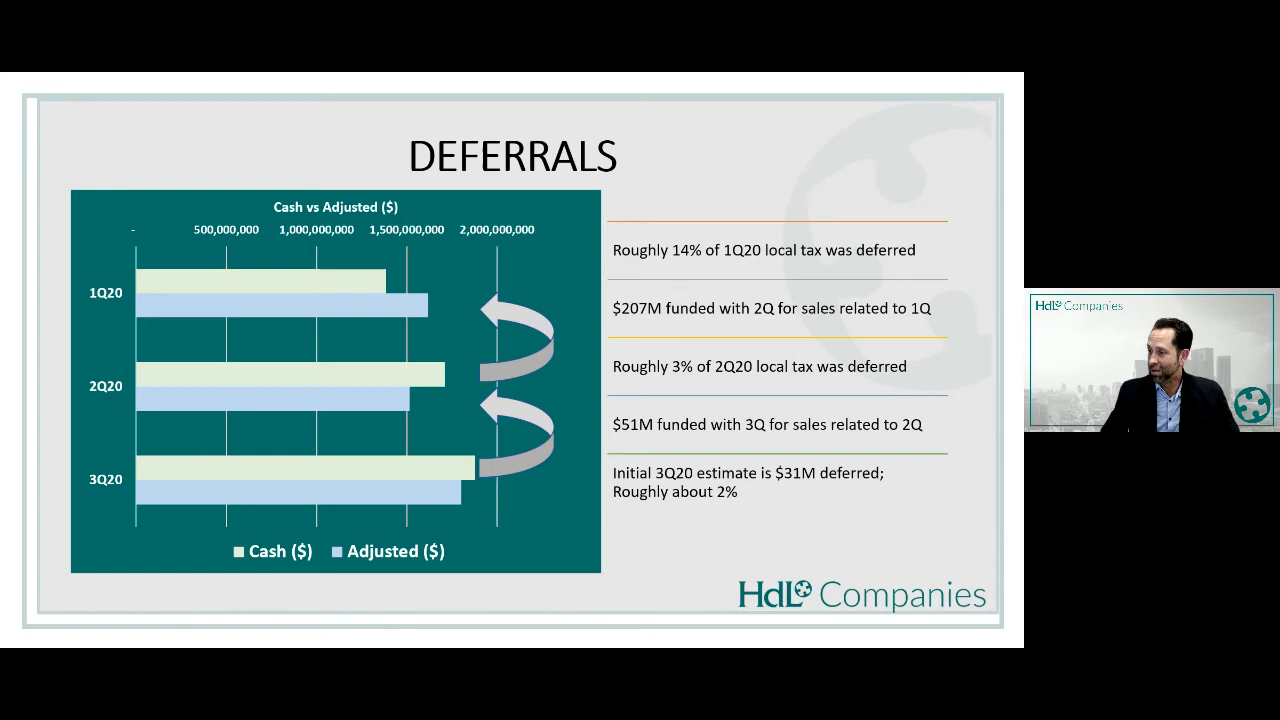 DEFERRALS
Cash vs Adjusted ($)
- 500,000,000 1,000,000,000 1,500,000,000 2,000,000,000
1Q20
2Q20
3Q20
Cash ($) Adjusted ($)
Roughly 14% of 1Q20 local tax was deferred
$207M funded with 2Q for sales related to 1Q
Roughly 3% of 2Q20 local tax was deferred
$51M funded with 3Q for sales related to 2Q
Initial 3Q20 estimate is $31M deferred;
Roughly about 2%
HdL Companies
HdL Companies